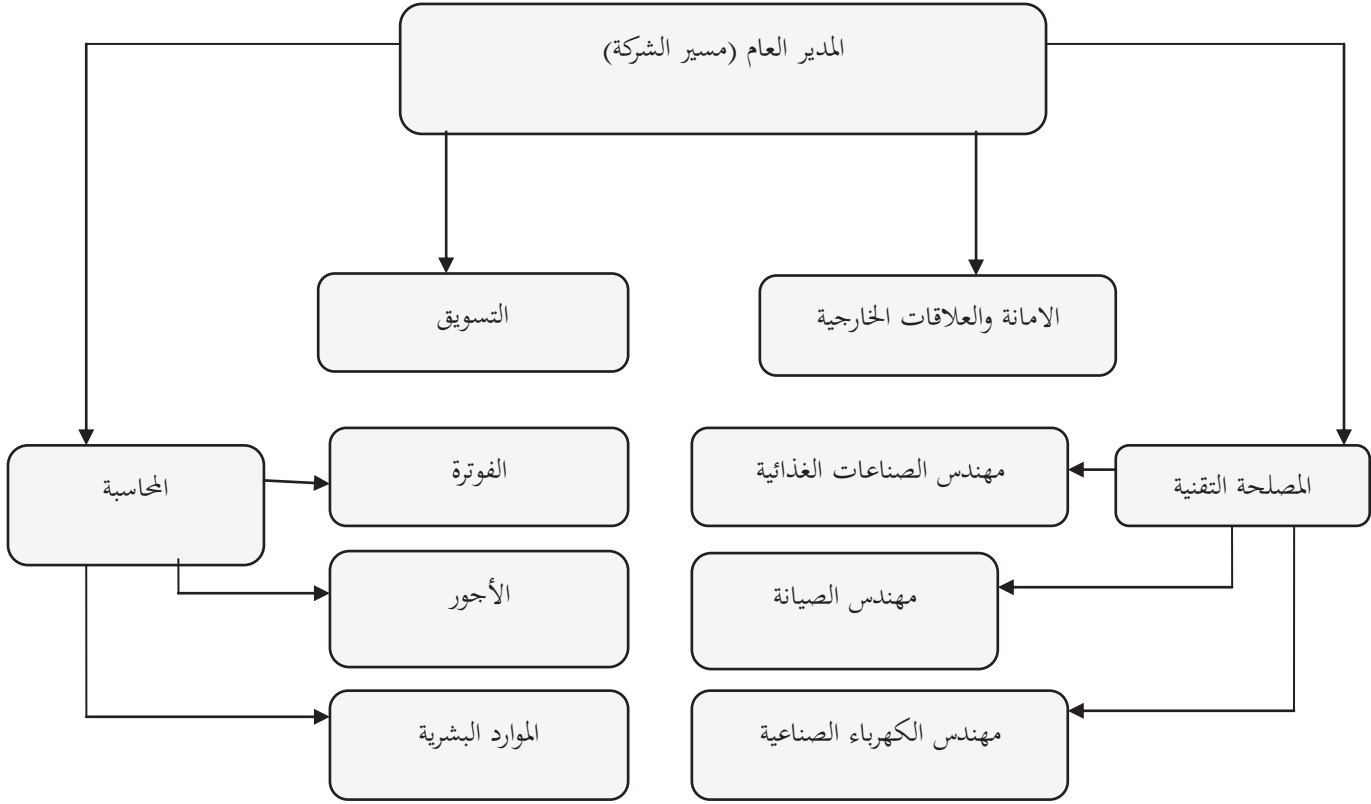 المدير العام (مسير الشركة)
الامانة والعلاقات الخارجية
التسويق
المصلحة التقنية
مهندس الصناعات الغذائية
الفوترة
المحاسبة
مهندس الصيانة
الأجور
مهندس الكهرباء الصناعية
الموارد البشرية